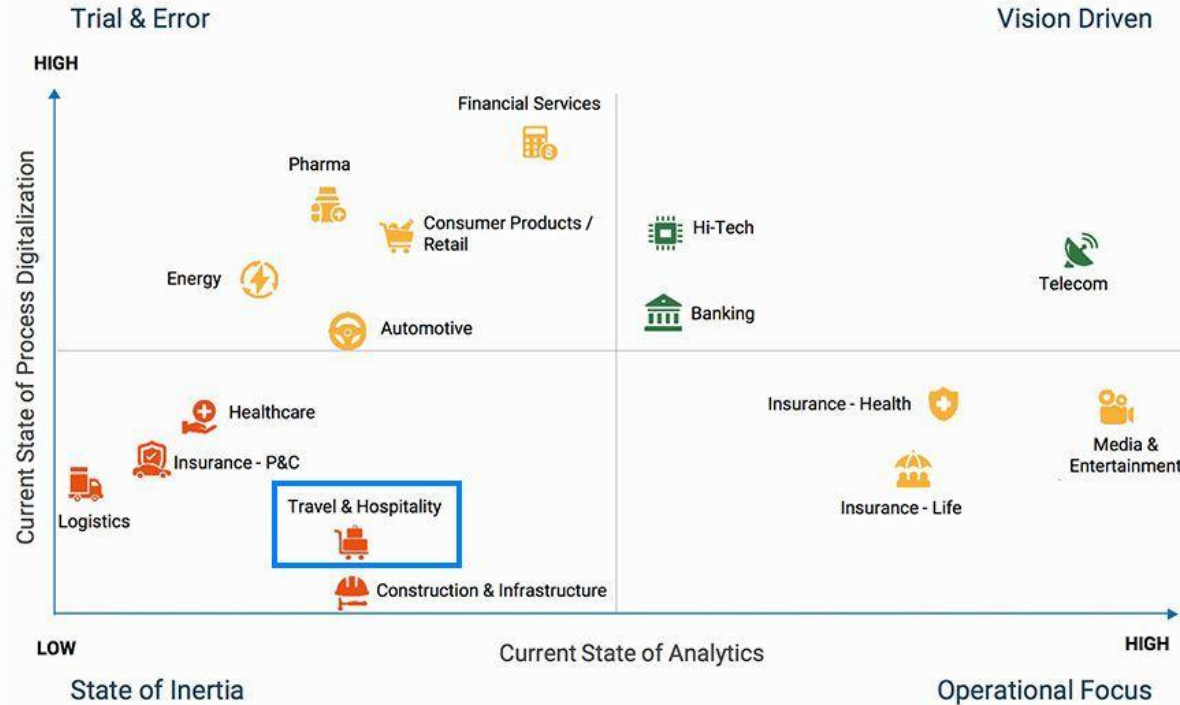 Trial & Error
Vision Driven
HIGH
Financial Services
Pharma
Consumer Products /
Retail
Hi-Tech
Energy
Telecom
Automotive
Banking
Current State of Process Digitalization
Healthcare
Insurance - Health
Insurance - P&C
Media &
Entertainment
Travel & Hospitality
Insurance - Life
Logistics
Construction & Infrastructure
LOW
Current State of Analytics
HIGH
State of Inertia
Operational Focus